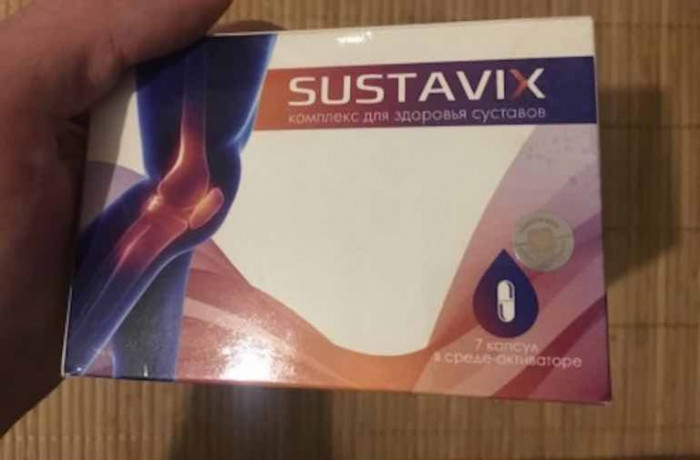 SUSTAVIX
комплекс для здоровья суставов
7 капсул
в среде-активаторе